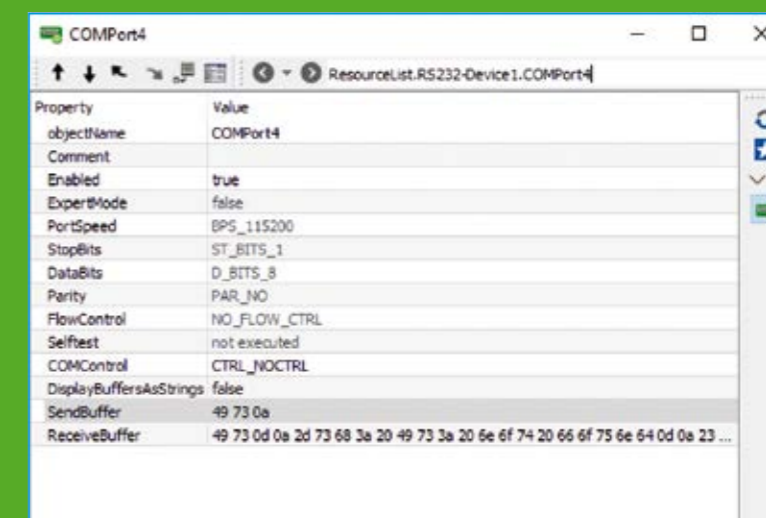 COMPort4
ResourceList.RS232-Device1.COMPort4
Property Value
objectName COMPort4
Comment
Enabled true
ExpertMode false
PortSpeed BPS_115200
StopBits ST_BITS_1
DataBits D_BITS_8
Parity PAR_NO
FlowControl NO_FLOW_CTRL
Selftest not executed
COMControl CTRL_NOCTRL
DisplayBuffersAsStrings false
SendBuffer 49 73 0a
ReceiveBuffer 49 73 0d 0a 2d 73 68 3a 20 49 73 3a 20 6e 6f 74 20 66 6f 75 6e 64 0d 0a 23 ...